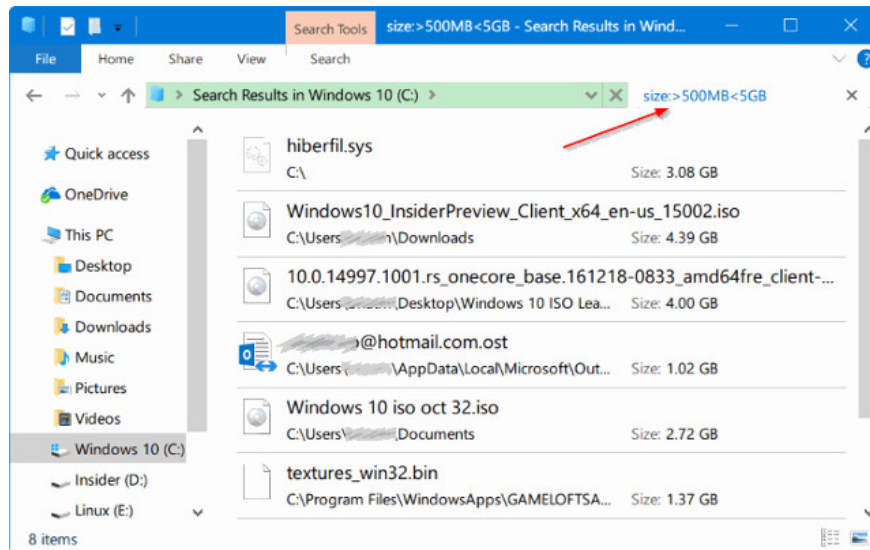 Search Tools
size:>500MB<5GB - Search Results in Wind...
File
Home
Share
View
Search
Search Results in Windows 10 (C:)
size:>500MB<5GB
Quick access
OneDrive
This PC
Desktop
Documents
Downloads
Music
Pictures
Videos
Windows 10 (C:)
Insider (D:)
Linux (E:)
hiberfil.sys
C:\ Size: 3.08 GB
Windows10_InsiderPreview_Client_x64_en-us_15002.iso
C:\Users \Downloads Size: 4.39 GB
10.0.14997.1001.rs_onecore_base.161218-0833_amd64fre_client-...
C:\Users \Desktop\Windows 10 ISO Lea... Size: 4.00 GB
@hotmail.com.ost
C:\Users \AppData\Local\Microsoft\Out... Size: 1.02 GB
Windows 10 iso oct 32.iso
C:\Users\ \Documents Size: 2.72 GB
textures_win32.bin
C:\Program Files\WindowsApps\GAMELOFTSA... Size: 1.37 GB
8 items